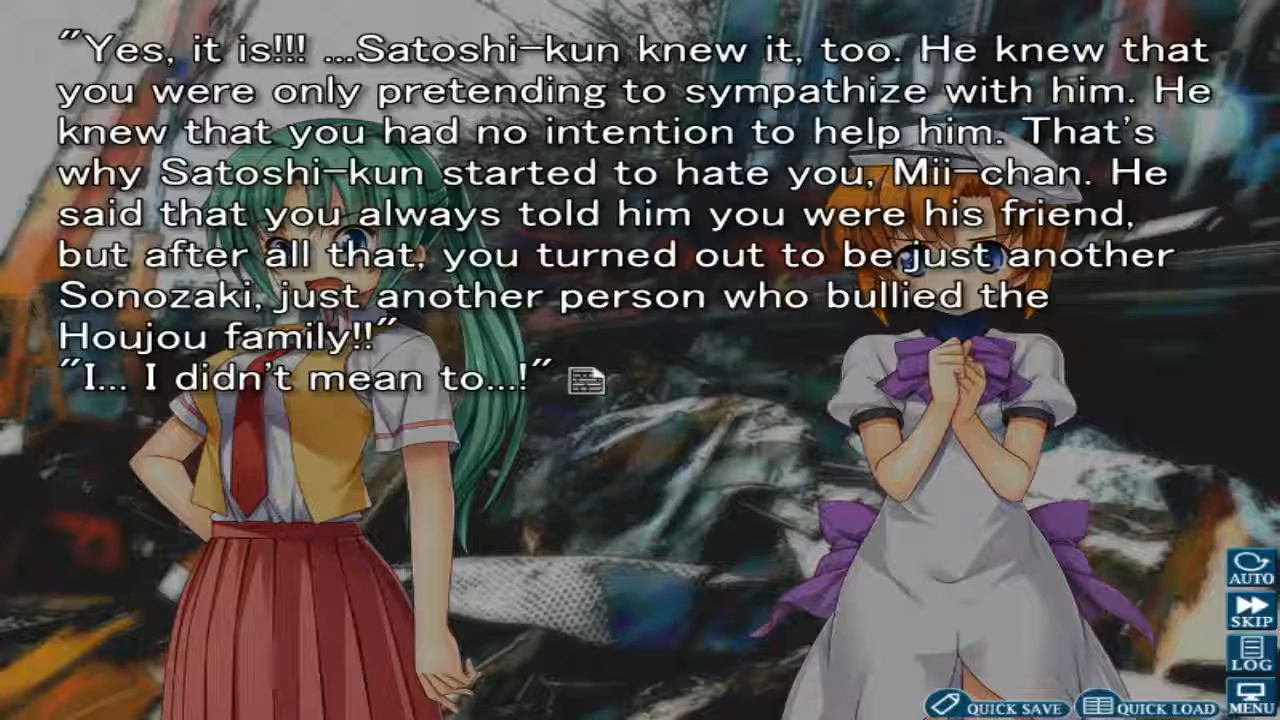 "Yes, it is!!! ...Satoshi-kun knew it, too. He knew that
you were only pretending to sympathize with him. He
knew that you had no intention to help him. That's
why Satoshi-kun started to hate you, Mii-chan. He
said that you always told him you were his friend,
but after all that, you turned out to be just another
Sonozaki, just another person who bullied the
Houjou family!!"
"I... I didn't mean to...!"
AUTO
SKIP
LOG
MENU
QUICK SAVE
QUICK LOAD